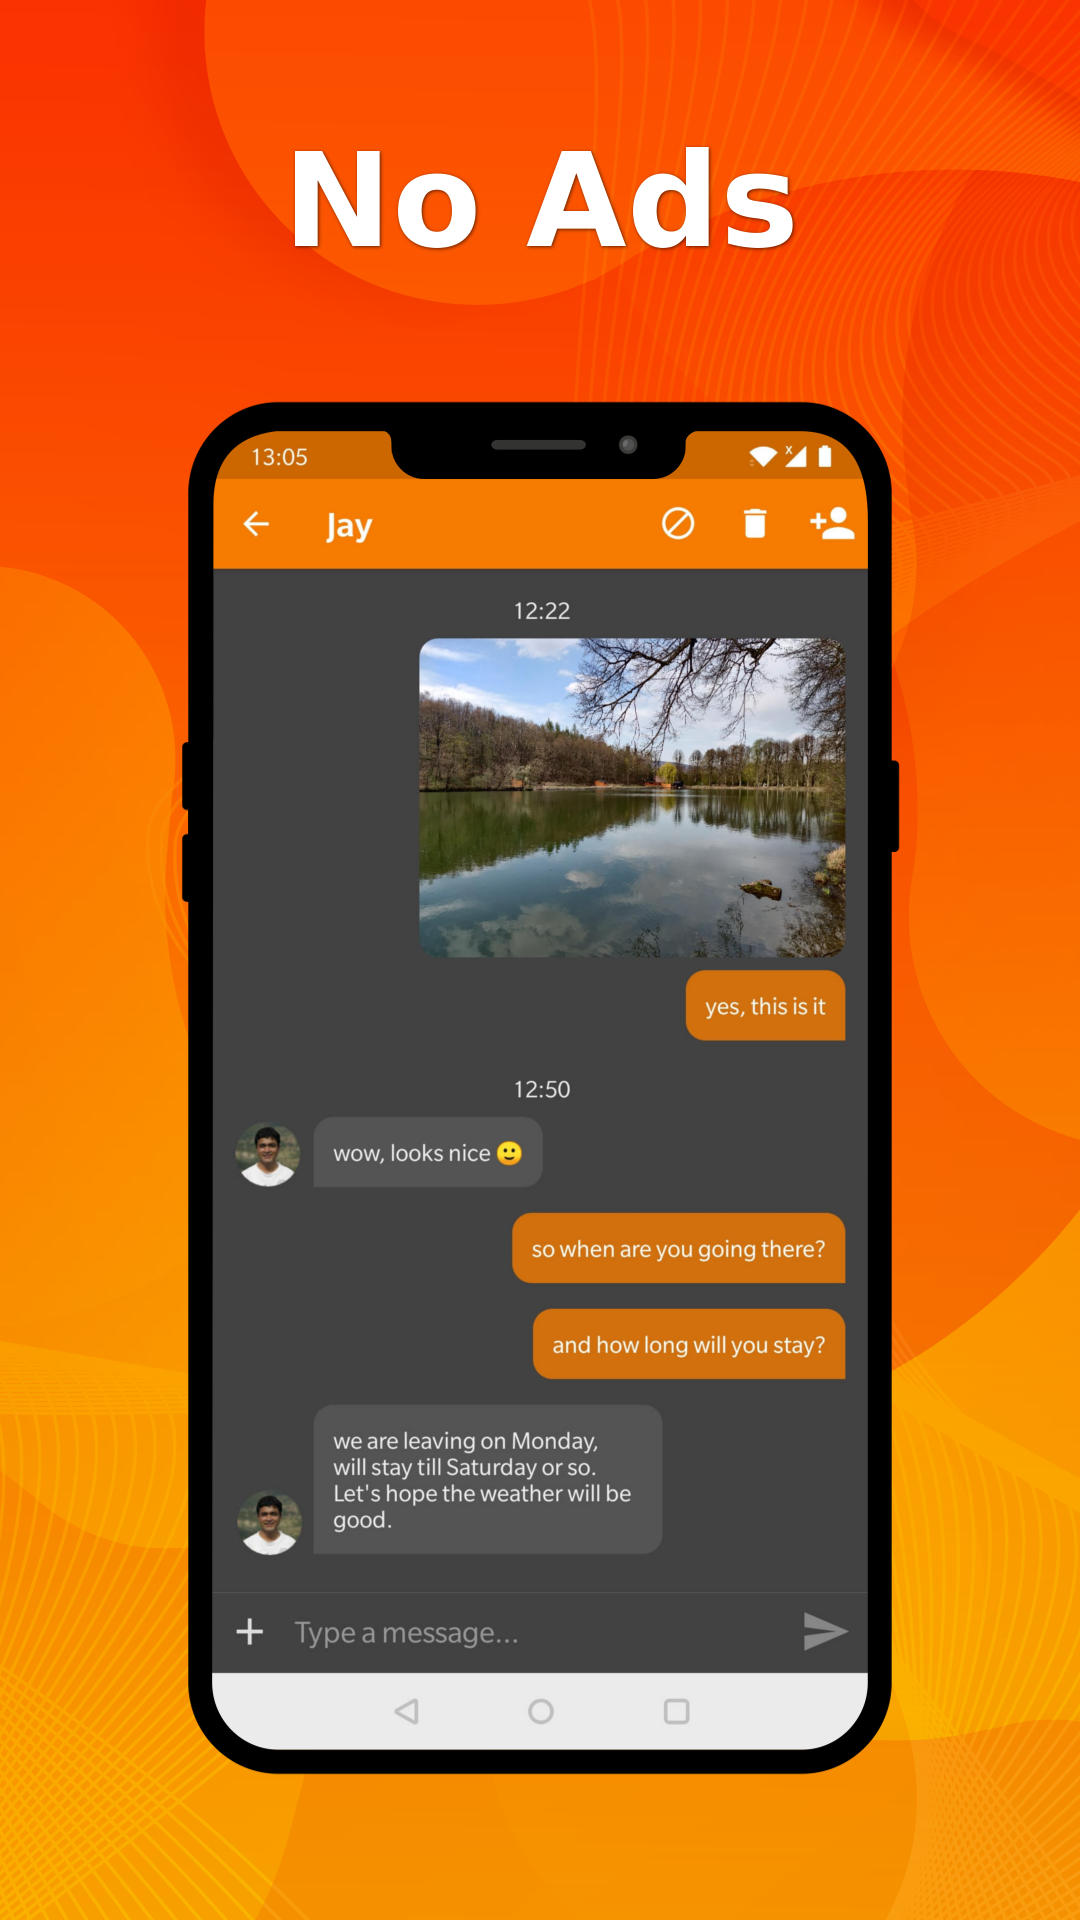 No Ads
13:05
Jay
12:22
yes, this is it
12:50
wow, looks nice 🙂
so when are you going there?
and how long will you stay?
we are leaving on Monday,
will stay till Saturday or so.
Let's hope the weather will be
good.
Type a message...